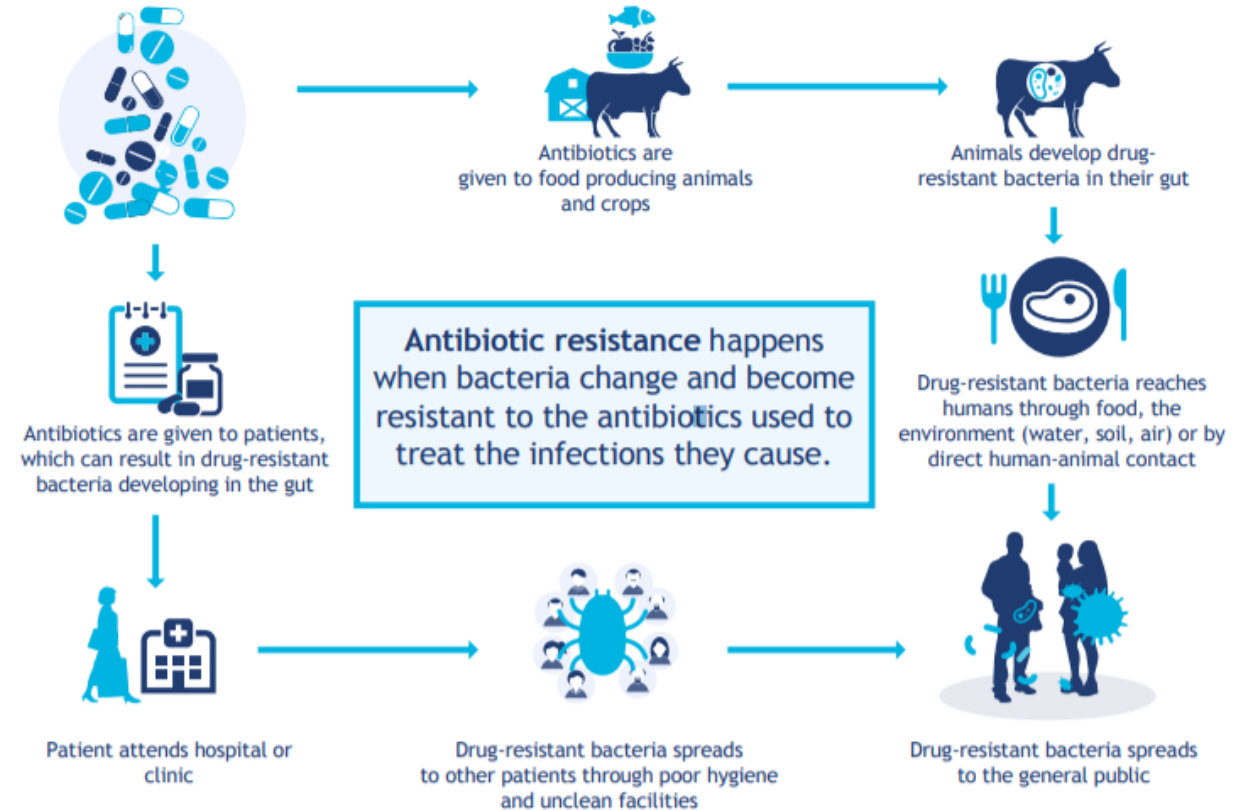 Antibiotics are
given to food producing animals
and crops
Animals develop drug-
resistant bacteria in their gut
Antibiotic resistance happens
when bacteria change and become
resistant to the antibiotics used to
treat the infections they cause.
Antibiotics are given to patients,
which can result in drug-resistant
bacteria developing in the gut
Drug-resistant bacteria reaches
humans through food, the
environment (water, soil, air) or by
direct human-animal contact
Patient attends hospital or
clinic
Drug-resistant bacteria spreads
to other patients through poor hygiene
and unclean facilities
Drug-resistant bacteria spreads
to the general public